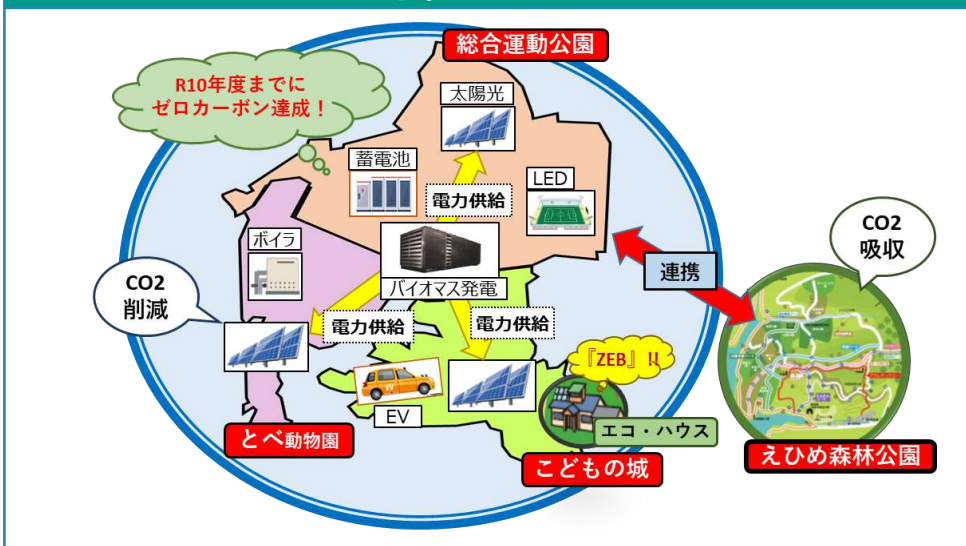 総合運動公園
R10年度までに
ゼロカーボン達成！
太陽光
蓄電池
LED
電力供給
ボイラ
バイオマス発電
CO2
削減
電力供給
電力供給
連携
CO2
吸収
『ZEB』!!
EV
EV
エコ・ハウス
とべ動物園
こどもの城
えひめ森林公園